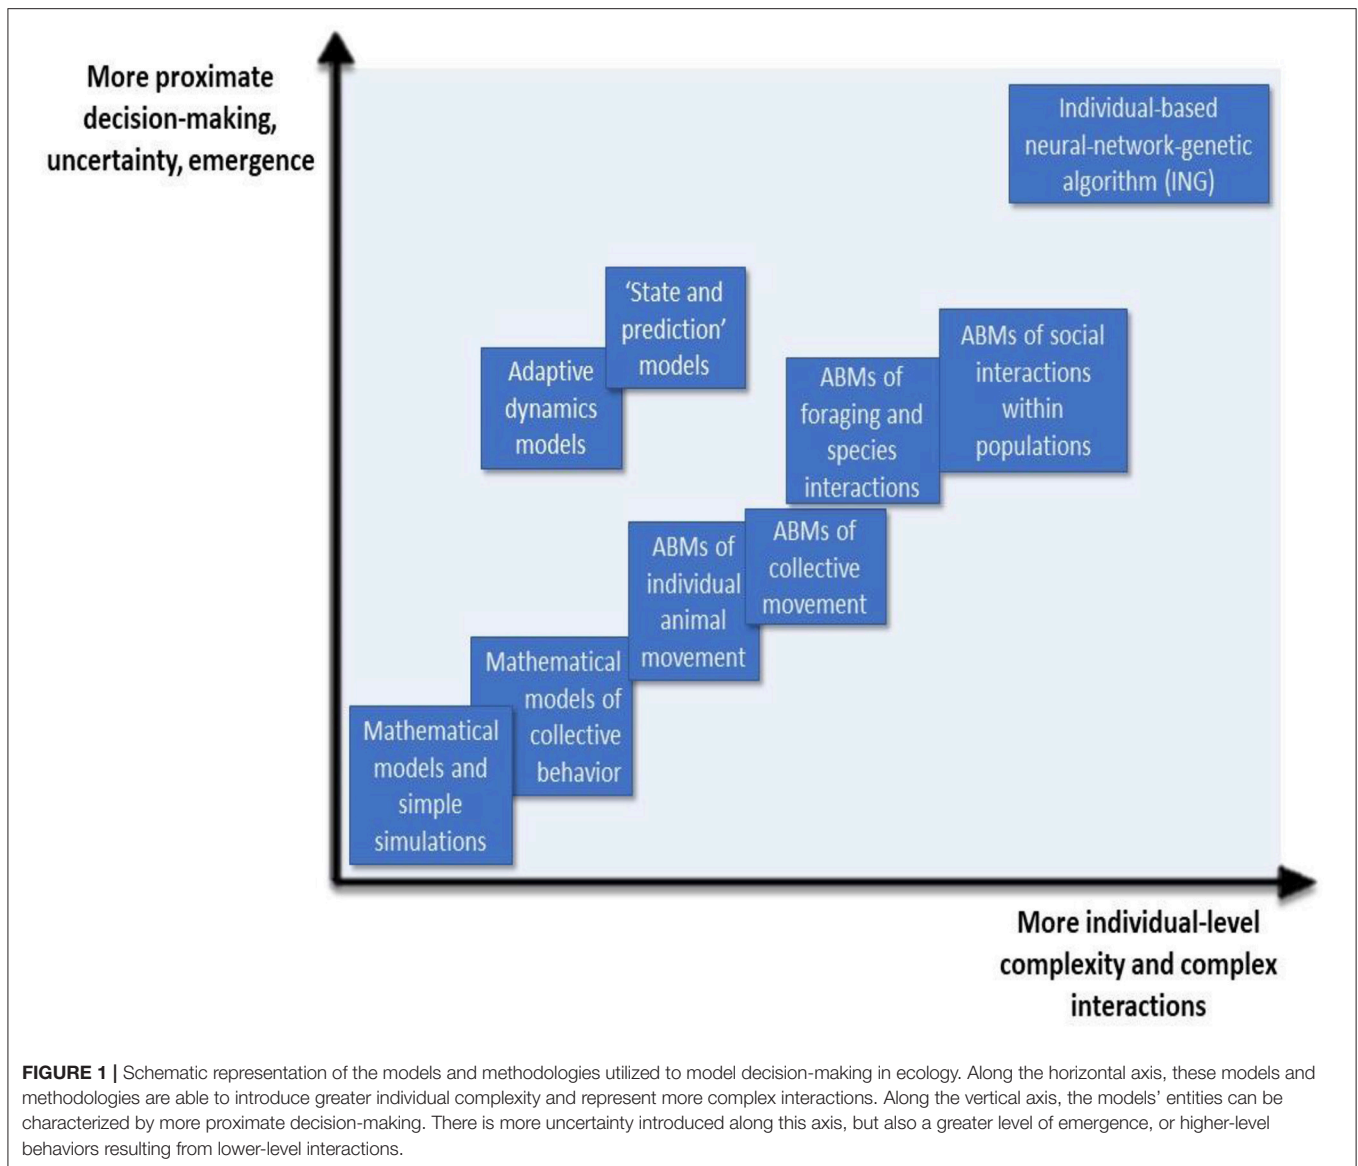 More proximate
decision-making,
uncertainty, emergence
Individual-based
neural-network-genetic
algorithm (ING)
‘State and
prediction’
models
Adaptive
dynamics
models
ABMs of social
interactions
within
populations
ABMs of
foraging and
species
interactions
ABMs of
individual
animal
movement
ABMs of
collective
movement
Mathematical
models of
collective
behavior
Mathematical
models and
simple
simulations
More individual-level
complexity and complex
interactions
FIGURE 1 | Schematic representation of the models and methodologies utilized to model decision-making in ecology. Along the horizontal axis, these models and
methodologies are able to introduce greater individual complexity and represent more complex interactions. Along the vertical axis, the models’ entities can be
characterized by more proximate decision-making. There is more uncertainty introduced along this axis, but also a greater level of emergence, or higher-level
behaviors resulting from lower-level interactions.